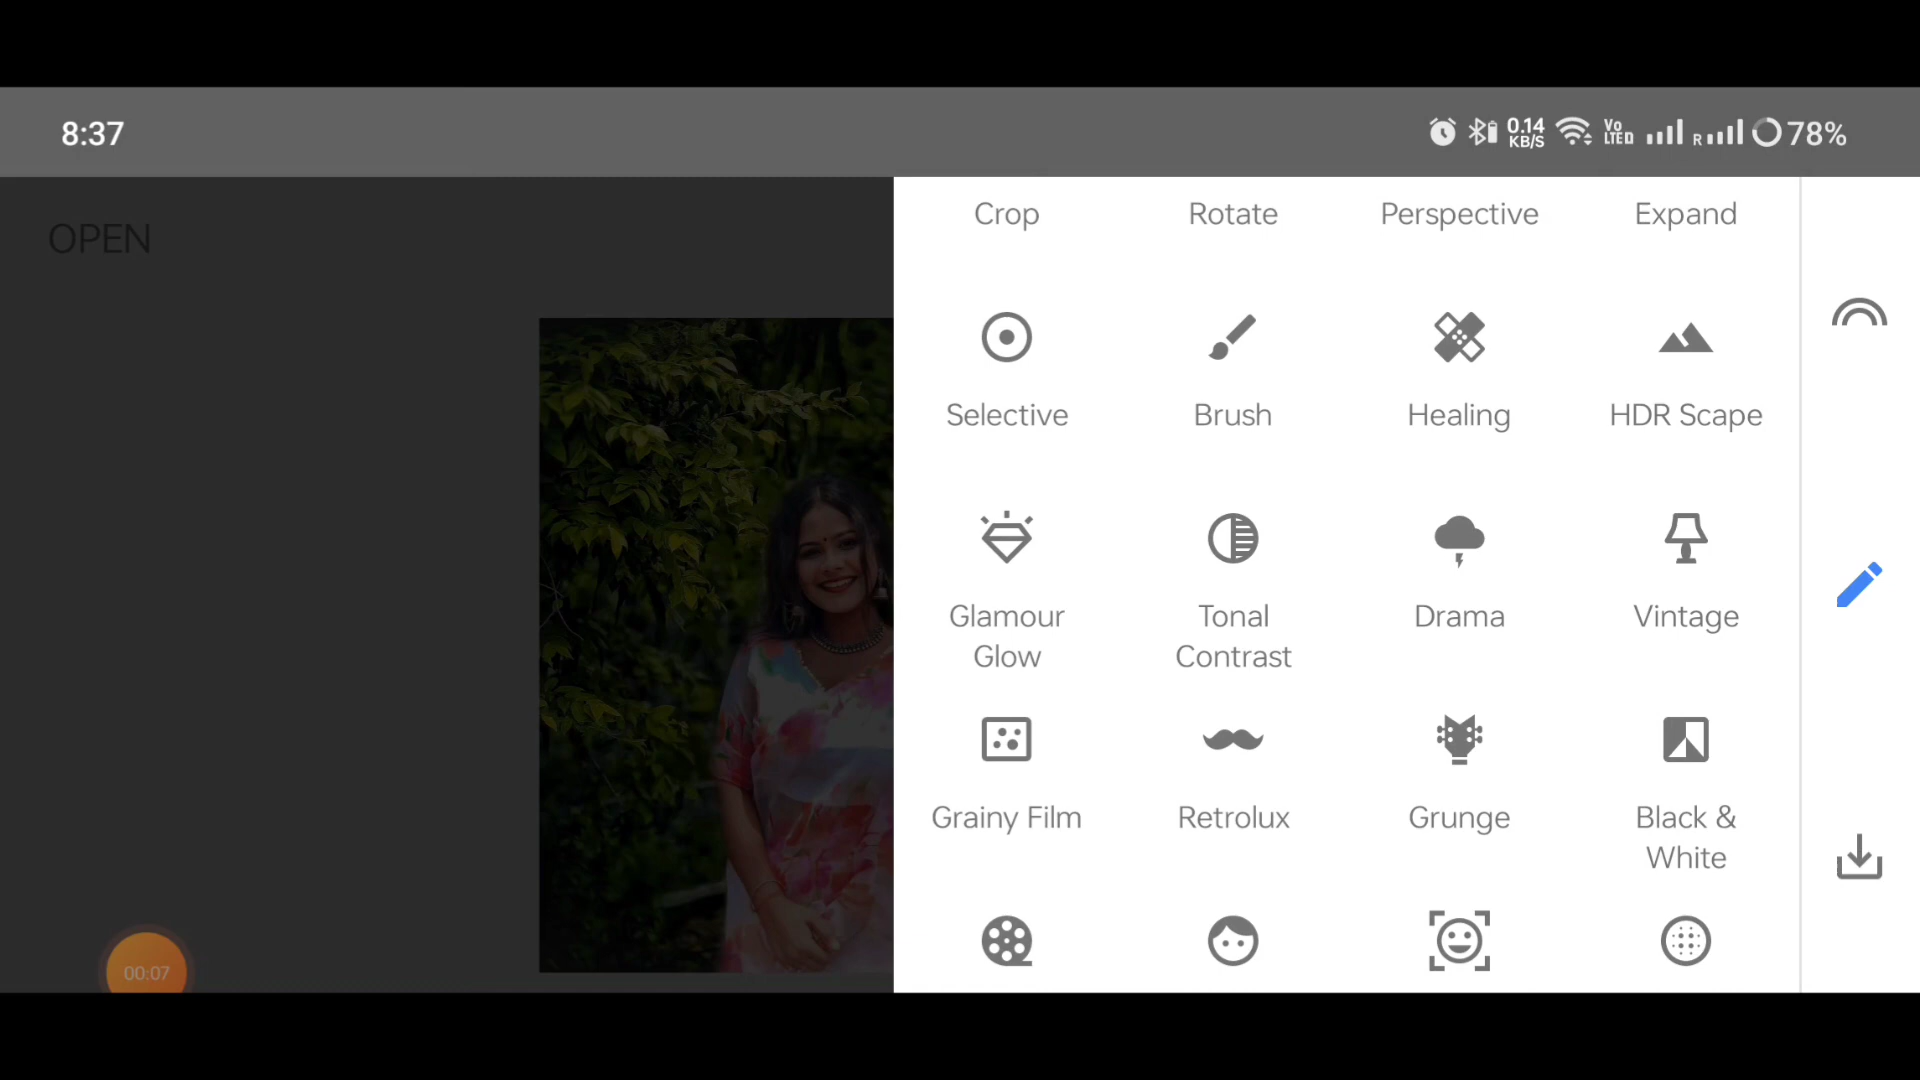 8:37
0.14
KB/S
Vo
LTED
R
78%
OPEN
Crop Rotate Perspective Expand
Selective Brush Healing HDR Scape
Glamour Glow Tonal Contrast Drama Vintage
Grainy Film Retrolux Grunge Black & White
00:07